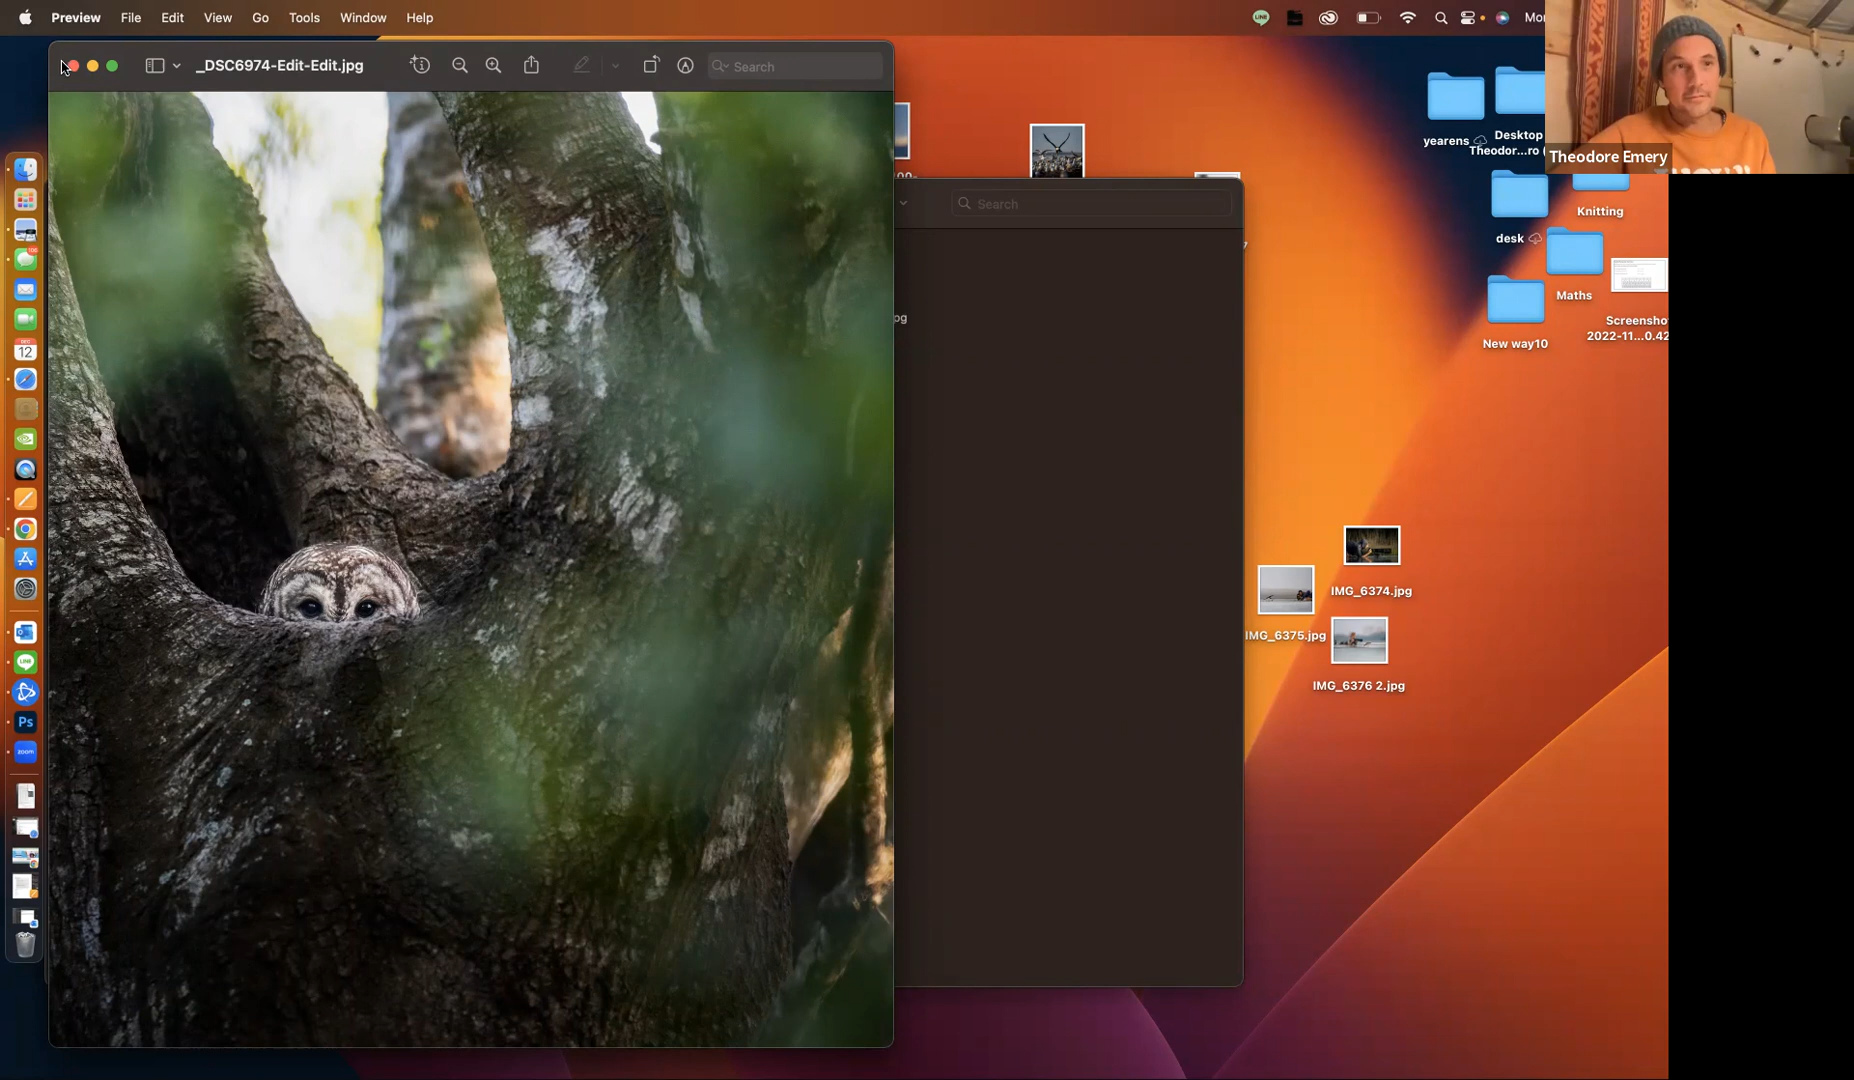 Preview File Edit View Go Tools Window Help
_DSC6974-Edit-Edit.jpg
Search
Search
yearens
Desktop
Theodor...ro
Theodore Emery
Knitting
desk
Maths
New way10
Screensho
2022-11...0.42
og
IMG_6374.jpg
IMG_6375.jpg
IMG_6376 2.jpg
12
Ps
zoom
LINE